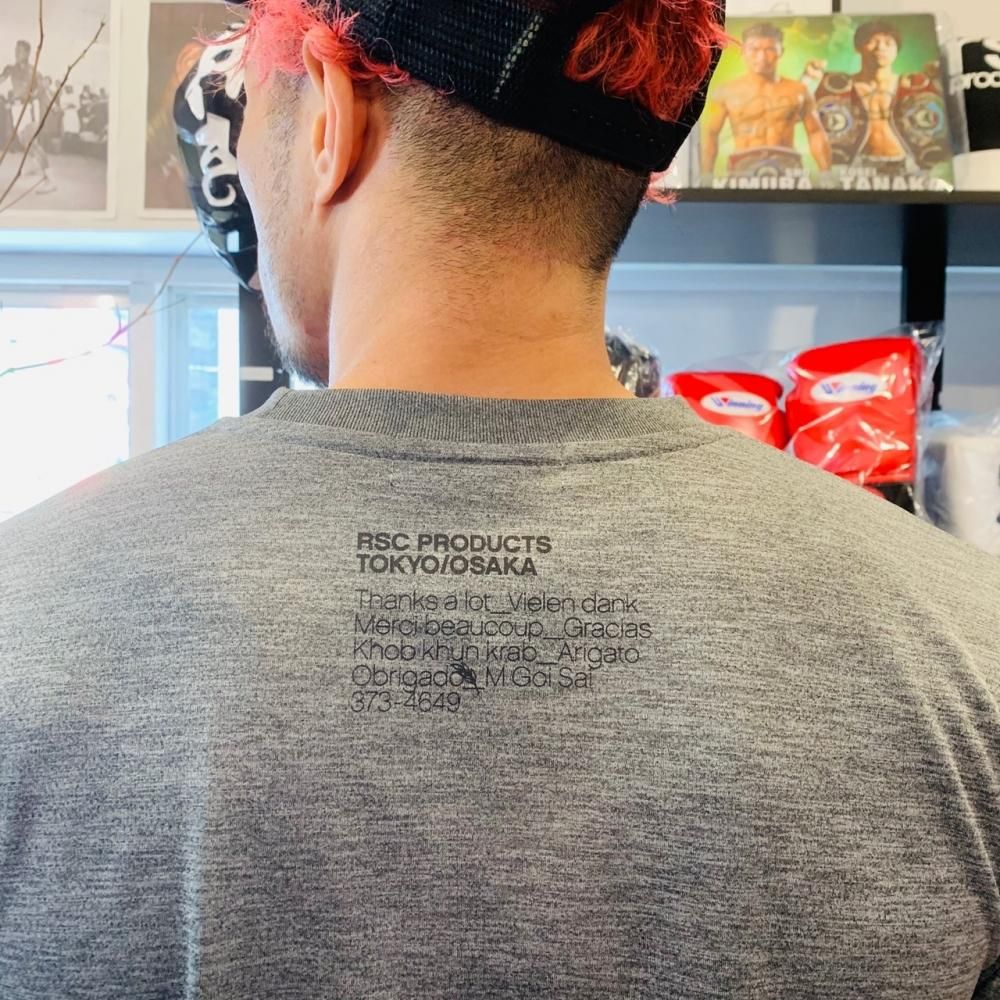 KIMURA
TANAKA
Winning
Winning
RSC PRODUCTS
TOKYO/OSAKA
Thanks a lot_Vielen dank
Merci beaucoup_Gracias
Khob khun krab_Arigato
Obrigado_M Goi Sai
373-4649